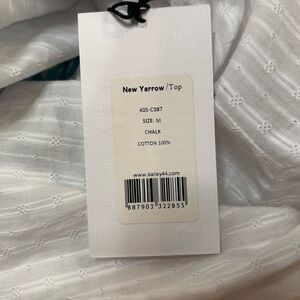 New Yarrow / Top
405-C087
SIZE: M
CHALK
COTTON 100%
www.bailey44.com
887903 322855